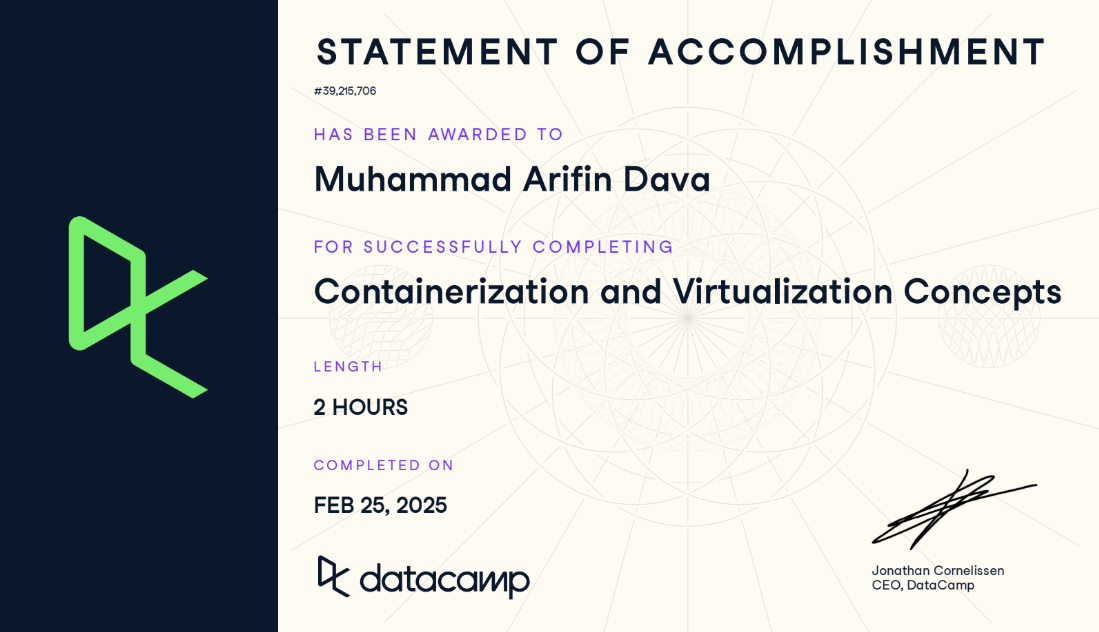 STATEMENT OF ACCOMPLISHMENT
#39,215,706
HAS BEEN AWARDED TO
Muhammad Arifin Dava
FOR SUCCESSFULLY COMPLETING
Containerization and Virtualization Concepts
LENGTH
2 HOURS
COMPLETED ON
FEB 25, 2025
datacamp
Jonathan Cornelissen
CEO, DataCamp